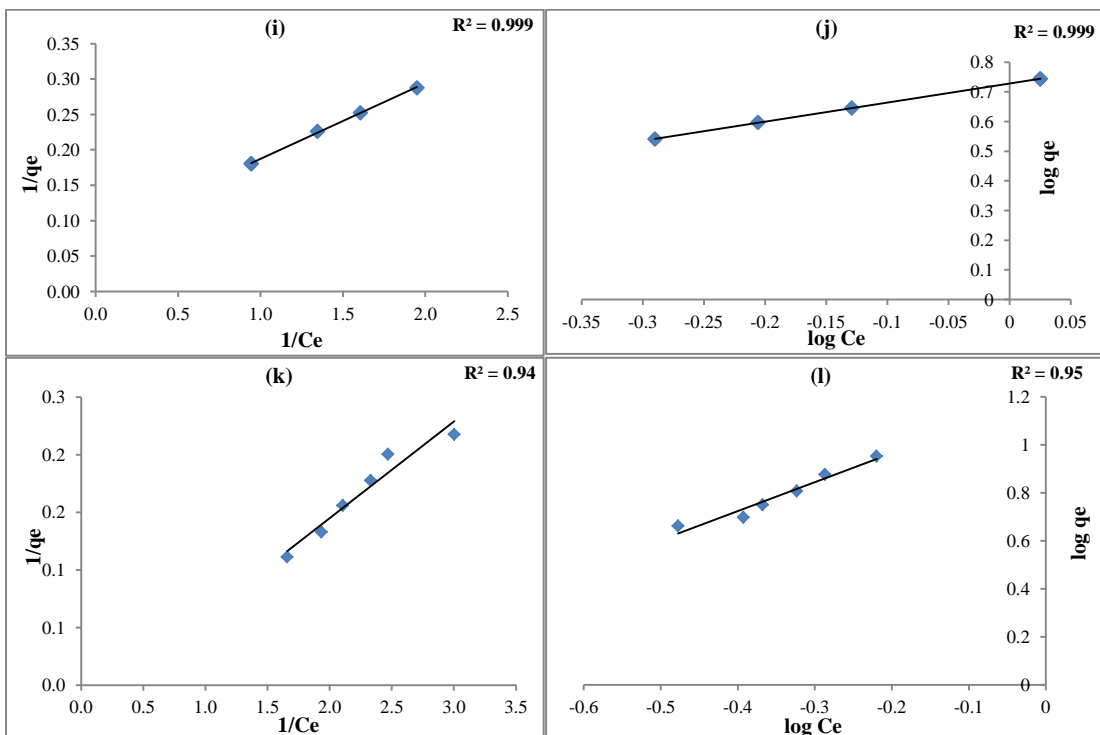 (i)
R² = 0.999
0.35
0.30
0.25
0.20
0.15
0.10
0.05
0.00
1/qe
0.0 0.5 1.0 1.5 2.0 2.5
1/Ce
(j)
R² = 0.999
0.8
0.7
0.6
0.5
0.4
0.3
0.2
0.1
0
log qe
-0.35 -0.3 -0.25 -0.2 -0.15 -0.1 -0.05 0 0.05
log Ce
(k)
R² = 0.94
0.3
0.2
0.2
0.1
0.1
0.0
1/qe
0.0 0.5 1.0 1.5 2.0 2.5 3.0 3.5
1/Ce
(l)
R² = 0.95
1.2
1
0.8
0.6
0.4
0.2
0
log qe
-0.6 -0.5 -0.4 -0.3 -0.2 -0.1 0
log Ce